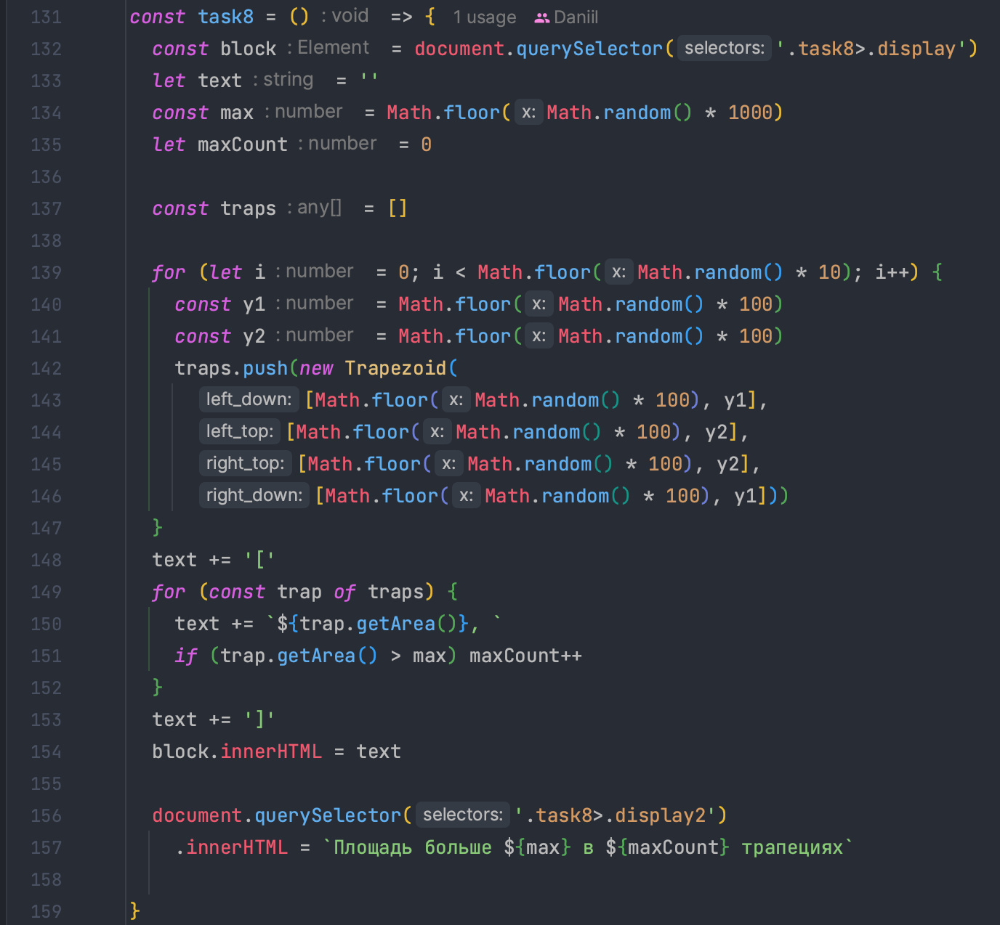 131 const task8 = () : void => { 1 usage Daniil
132 const block : Element = document.querySelector( selectors: '.task8>.display')
133 let text : string = ''
134 const max : number = Math.floor( x: Math.random() * 1000)
135 let maxCount : number = 0
136
137 const traps : any[] = []
138
139 for (let i : number = 0; i < Math.floor( x: Math.random() * 10); i++) {
140 const y1 : number = Math.floor( x: Math.random() * 100)
141 const y2 : number = Math.floor( x: Math.random() * 100)
142 traps.push(new Trapezoid(
143 left_down: [Math.floor( x: Math.random() * 100), y1],
144 left_top: [Math.floor( x: Math.random() * 100), y2],
145 right_top: [Math.floor( x: Math.random() * 100), y2],
146 right_down: [Math.floor( x: Math.random() * 100), y1]))
147 }
148 text += '['
149 for (const trap of traps) {
150 text += `${trap.getArea()}, `
151 if (trap.getArea() > max) maxCount++
152 }
153 text += ']'
154 block.innerHTML = text
155
156 document.querySelector( selectors: '.task8>.display2')
157 .innerHTML = `Площадь больше ${max} в ${maxCount} трапециях`
158
159 }